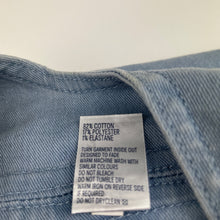 82% COTTON
17% POLYESTER
1% ELASTANE
TURN GARMENT INSIDE OUT
DESIGNED TO FADE
WARM MACHINE WASH WITH
SIMILAR COLOURS
DO NOT BLEACH
DO NOT TUMBLE DRY
WARM IRON ON REVERSE SIDE
IF REQUIRED
DO NOT DRYCLEAN